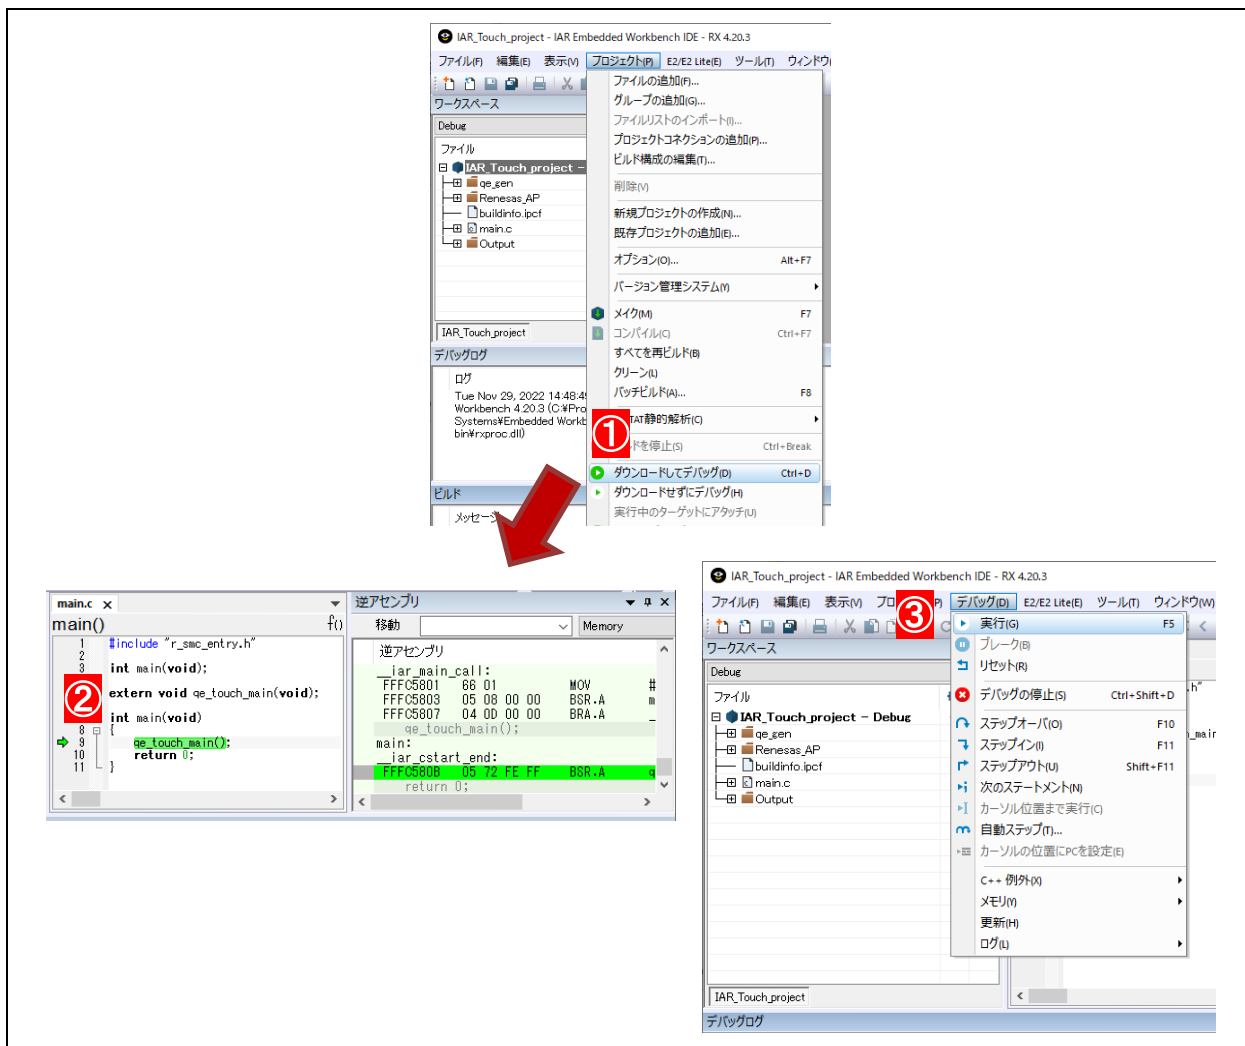 IAR_Touch_project - IAR Embedded Workbench IDE - RX 4.20.3
ファイル(F) 編集(E) 表示(V) プロジェクト(P) E2/E2 Lite(E) ツール(T) ウィンドウ
ワークスペース
Debug
ファイル
IAR_Touch_project -
qe_gen
Renesas_AP
buildinfo.ipcf
main.c
Output
IAR_Touch_project
デバッグログ
ログ
Tue Nov 29, 2022 14:48:49
Workbench 4.20.3 (C:¥Pro
Systems¥Embedded Workb
bin¥rxproc.dll)
ビルド
メッセージ
ファイルの追加(F)...
グループの追加(G)...
ファイルリストのインポート(I)...
プロジェクトコネクションの追加(P)...
ビルド構成の編集(T)...
削除(V)
新規プロジェクトの作成(N)...
既存プロジェクトの追加(E)...
オプション(O)... Alt+F7
バージョン管理システム(Y)
メイク(M) F7
コンパイル(C) Ctrl+F7
すべてを再ビルド(B)
クリーン(L)
バッチビルド(A)... F8
TAT静的解析(C)
①
ルドを停止(S) Ctrl+Break
ダウンロードしてデバッグ(D) Ctrl+D
ダウンロードせずにデバッグ(H)
実行中のターゲットにアタッチ(U)
main.c
main() f()
1 #include "r_smc_entry.h"
2
3 int main(void);
②
extern void qe_touch_main(void);
int main(void)
8 {
9 qe_touch_main();
10 return 0;
11 }
逆アセンブリ
移動 Memory
逆アセンブリ
__iar_main_call:
FFFC5801 66 01 MOV #
FFFC5803 05 08 00 00 BSR.A m
FFFC5807 04 0D 00 00 BRA.A _
qe_touch_main();
main:
__iar_cstart_end:
FFFC580B 05 72 FE FF BSR.A q
return 0;
IAR_Touch_project - IAR Embedded Workbench IDE - RX 4.20.3
ファイル(F) 編集(E) 表示(V) プロ P) デバッグ(D) E2/E2 Lite(E) ツール(T) ウィンドウ(W)
③
ワークスペース
Debug
ファイル
IAR_Touch_project - Debug
qe_gen
Renesas_AP
buildinfo.ipcf
main.c
Output
IAR_Touch_project
デバッグログ
実行(G) F5
ブレーク(B)
リセット(R)
デバッグの停止(S) Ctrl+Shift+D
ステップオーバ(O) F10
ステップイン(I) F11
ステップアウト(U) Shift+F11
次のステートメント(N)
カーソル位置まで実行(C)
自動ステップ(T)...
カーソルの位置にPCを設定(E)
C++ 例外(X)
メモリ(Y)
更新(H)
ログ(L)
.h"
_main